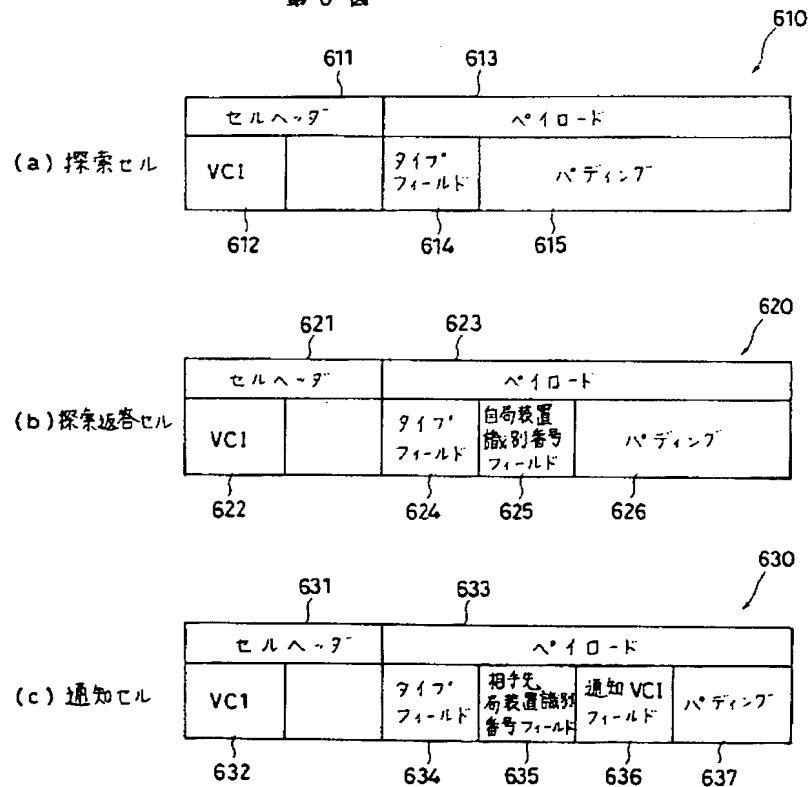 第 6 図
610
611 613
セルヘッダ ペイロード
(a) 探索セル VCI タイプ フィールド パディング
612 614 615
620
621 623
セルヘッダ ペイロード
(b) 探索返答セル VCI タイプ フィールド 自局装置 識別番号 フィールド パディング
622 624 625 626
630
631 633
セルヘッダ ペイロード
(c) 通知セル VCI タイプ フィールド 相手先 局装置識別 番号フィールド 通知VCI フィールド パディング
632 634 635 636 637